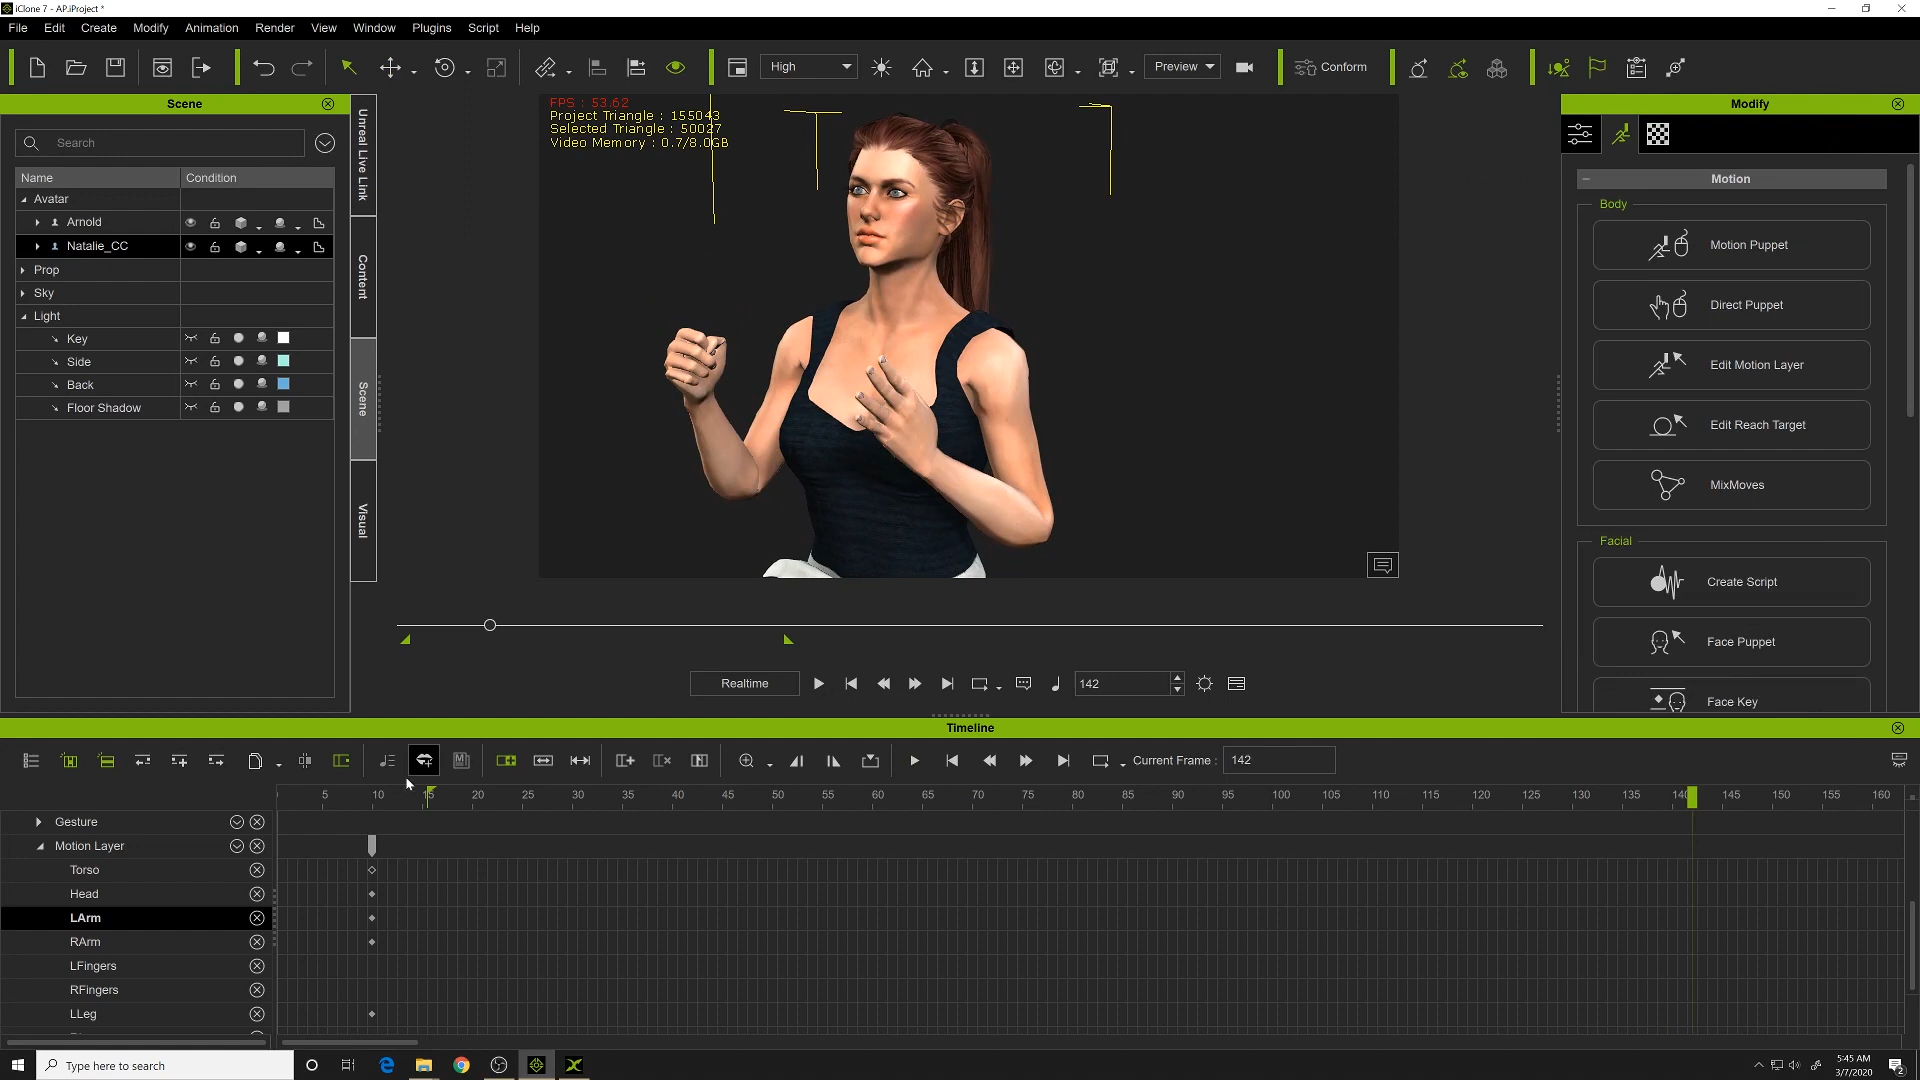 iClone 7 - AP.iProject *
File Edit Create Modify Animation Render View Window Plugins Script Help
High
Preview
Conform
Scene
Search
Name Condition
Avatar
Arnold
Natalie_CC
Prop
Sky
Light
Key
Side
Back
Floor Shadow
Unreal Live Link
Content
Scene
Visual
FPS : 53.62
Project Triangle : 155043
Selected Triangle : 50027
Video Memory : 0.7/8.0GB
Realtime
142
Modify
Motion
Body
Motion Puppet
Direct Puppet
Edit Motion Layer
Edit Reach Target
MixMoves
Facial
Create Script
Face Puppet
Face Key
Timeline
Current Frame : 142
5 10 15 20 25 30 35 40 45 50 55 60 65 70 75 80 85 90 95 100 105 110 115 120 125 130 135 140 145 150 155 160
Gesture
Motion Layer
Torso
Head
LArm
RArm
LFingers
RFingers
LLeg
Type here to search
5:45 AM
3/7/2020
2